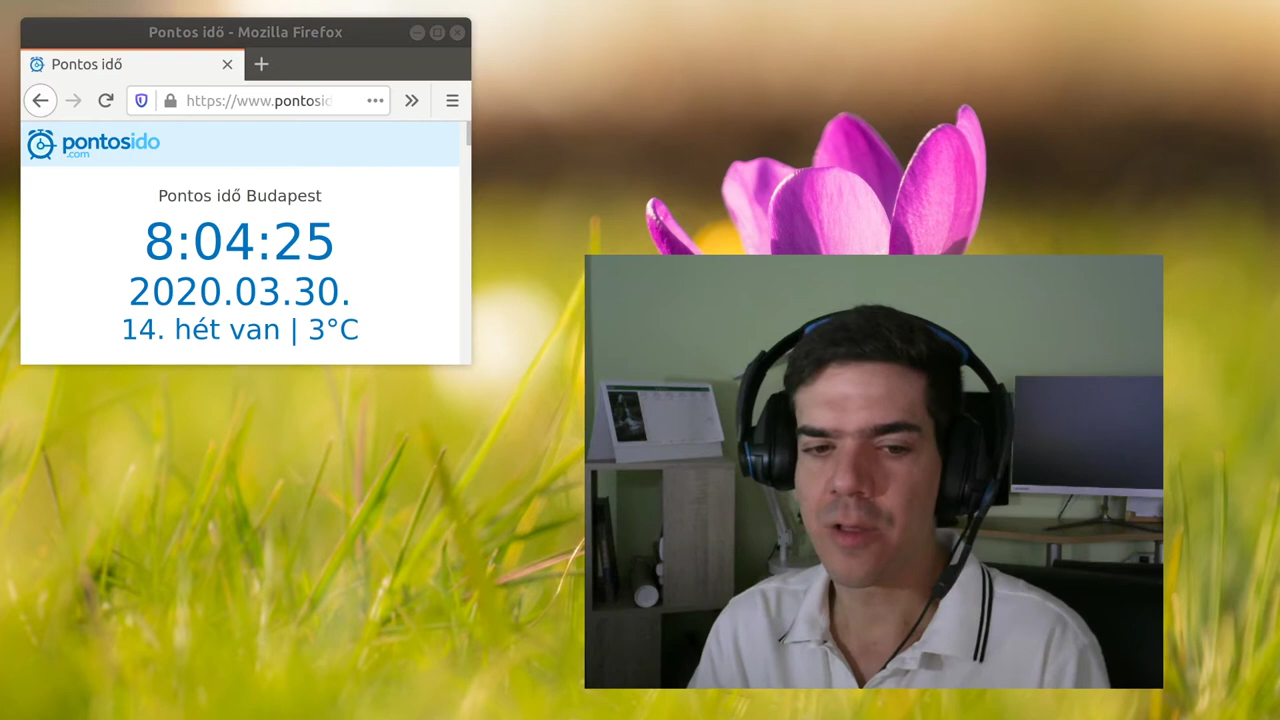 Pontos idő - Mozilla Firefox
Pontos idő
https://www.pontosid
pontosido
.com
Pontos idő Budapest
8:04:25
2020.03.30.
14. hét van | 3°C